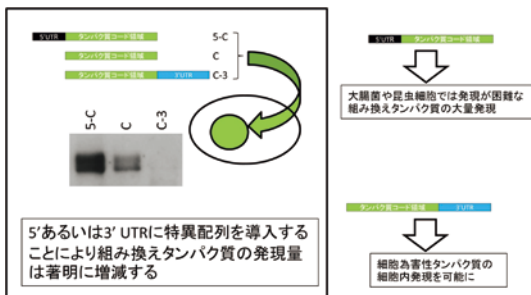 5'UTR タンパク質コード領域 5-C
タンパク質コード領域 C
タンパク質コード領域 3'UTR C-3
5-C C C-3
5'あるいは3' UTRに特異配列を導入する
ことにより組み換えタンパク質の発現量
は著明に増減する
5'UTR タンパク質コード領域
大腸菌や昆虫細胞では発現が困難な
組み換えタンパク質の大量発現
タンパク質コード領域 3'UTR
細胞為害性タンパク質の
細胞内発現を可能に